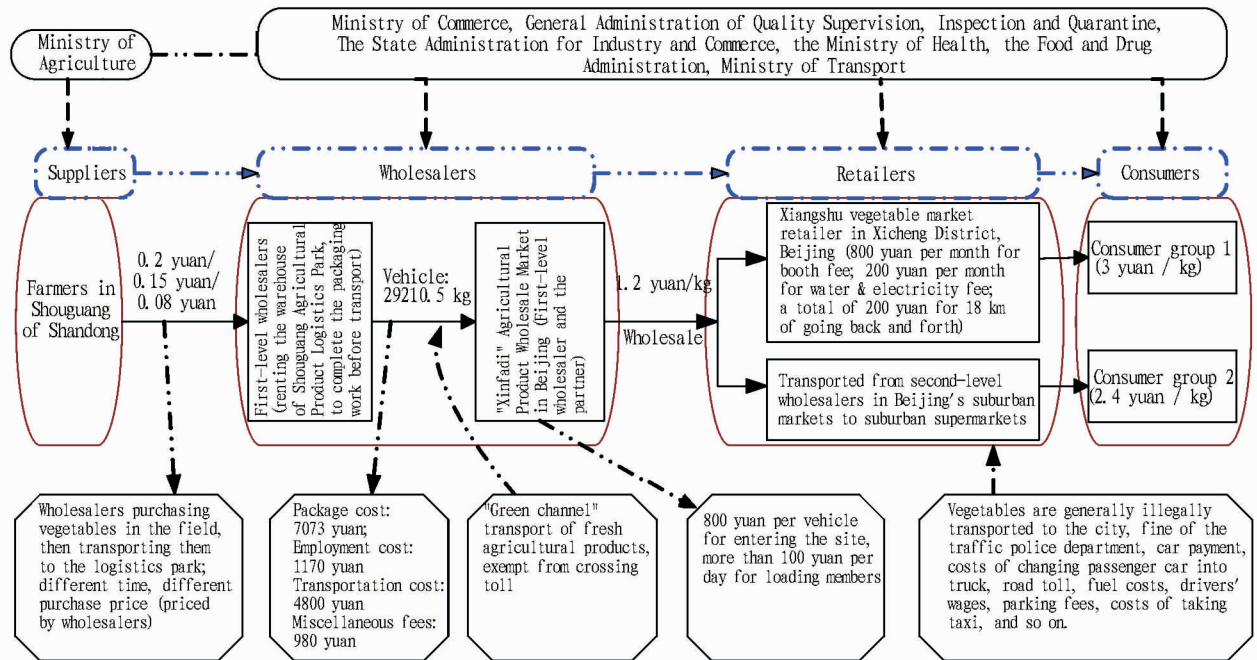 Ministry of
Agriculture
Ministry of Commerce, General Administration of Quality Supervision, Inspection and Quarantine,
The State Administration for Industry and Commerce, the Ministry of Health, the Food and Drug
Administration, Ministry of Transport
Suppliers
Wholesalers
Retailers
Consumers
Farmers in
Shouguang
of Shandong
0.2 yuan/
0.15 yuan/
0.08 yuan
First-level wholesalers
(renting the warehouse
of Shouguang Agricultural
Product Logistics Park,
to complete the packaging
work before transport)
Vehicle:
29210.5 kg
"Xinfadi" Agricultural
Product Wholesale Market
in Beijing (First-level
wholesaler and the
partner)
1.2 yuan/kg
Wholesale
Xiangshu vegetable market
retailer in Xicheng District,
Beijing (800 yuan per month for
booth fee; 200 yuan per month
for water & electricity fee;
a total of 200 yuan for 18 km
of going back and forth)
Transported from second-level
wholesalers in Beijing's suburban
markets to suburban supermarkets
Consumer group 1
(3 yuan / kg)
Consumer group 2
(2.4 yuan / kg)
Wholesalers purchasing
vegetables in the field,
then transporting them
to the logistics park;
different time, different
purchase price (priced
by wholesalers)
Package cost:
7073 yuan;
Employment cost:
1170 yuan
Transportation cost:
4800 yuan
Miscellaneous fees:
980 yuan
"Green channel"
transport of fresh
agricultural products,
exempt from crossing
toll
800 yuan per vehicle
for entering the site,
more than 100 yuan per
day for loading members
Vegetables are generally illegally
transported to the city, fine of the
traffic police department, car payment,
costs of changing passenger car into
truck, road toll, fuel costs, drivers'
wages, parking fees, costs of taking
taxi, and so on.